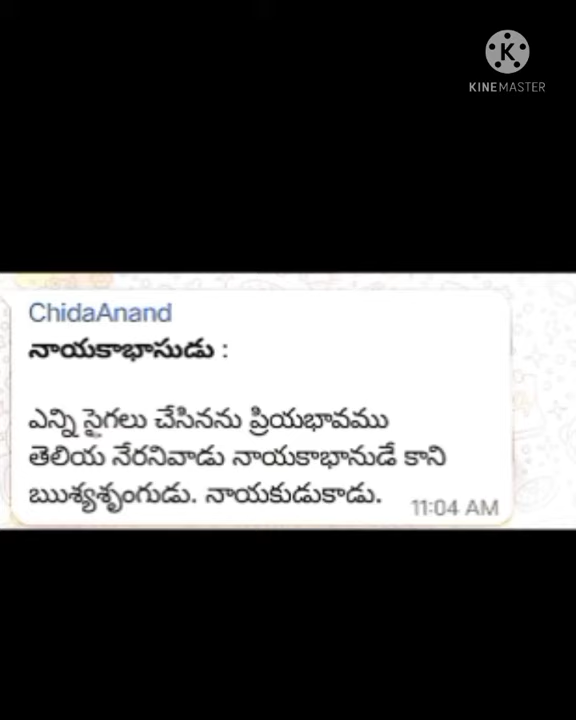 KINEMASTER
ChidaAnand
నాయకాభాసుడు :
ఎన్ని సైగలు చేసినను ప్రియభావము
తెలియ నేరనివాడు నాయకాభానుడే కాని
ఋశ్యశృంగుడు. నాయకుడుకాడు.
11:04 AM